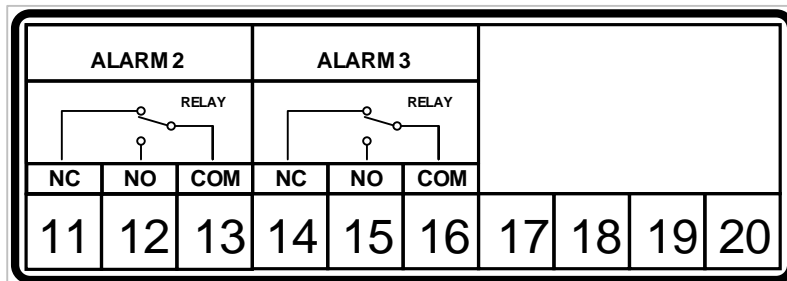 ALARM 2 ALARM 3
RELAY RELAY
NC NO COM NC NO COM
11 12 13 14 15 16 17 18 19 20